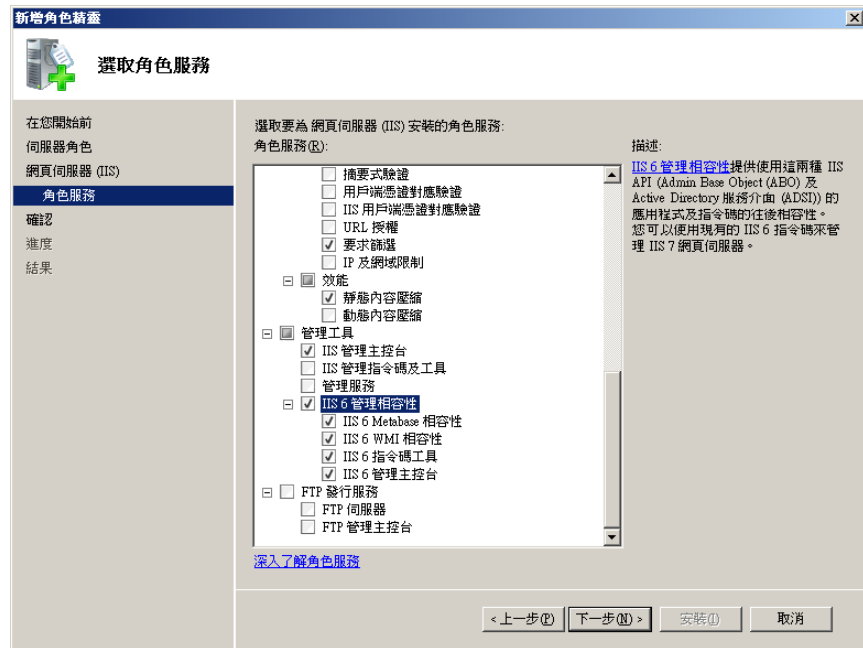 新增角色精靈
選取角色服務
在您開始前
伺服器角色
網頁伺服器 (IIS)
角色服務
確認
進度
結果
選取要為 網頁伺服器 (IIS) 安裝的角色服務:
角色服務(R):
摘要式驗證
用戶端憑證對應驗證
IIS 用戶端憑證對應驗證
URL 授權
要求篩選
IP 及網域限制
效能
靜態內容壓縮
動態內容壓縮
管理工具
IIS 管理主控台
IIS 管理指令碼及工具
管理服務
IIS 6 管理相容性
IIS 6 Metabase 相容性
IIS 6 WMI 相容性
IIS 6 指令碼工具
IIS 6 管理主控台
FTP 發行服務
FTP 伺服器
FTP 管理主控台
深入了解角色服務
描述:
IIS 6 管理相容性提供使用這兩種 IIS
API (Admin Base Object (ABO) 及
Active Directory 服務介面 (ADSI)) 的
應用程式及指令碼的往後相容性。
您可以使用現有的 IIS 6 指令碼來管
理 IIS 7 網頁伺服器。
< 上一步(P)
下一步(N) >
安裝(I)
取消